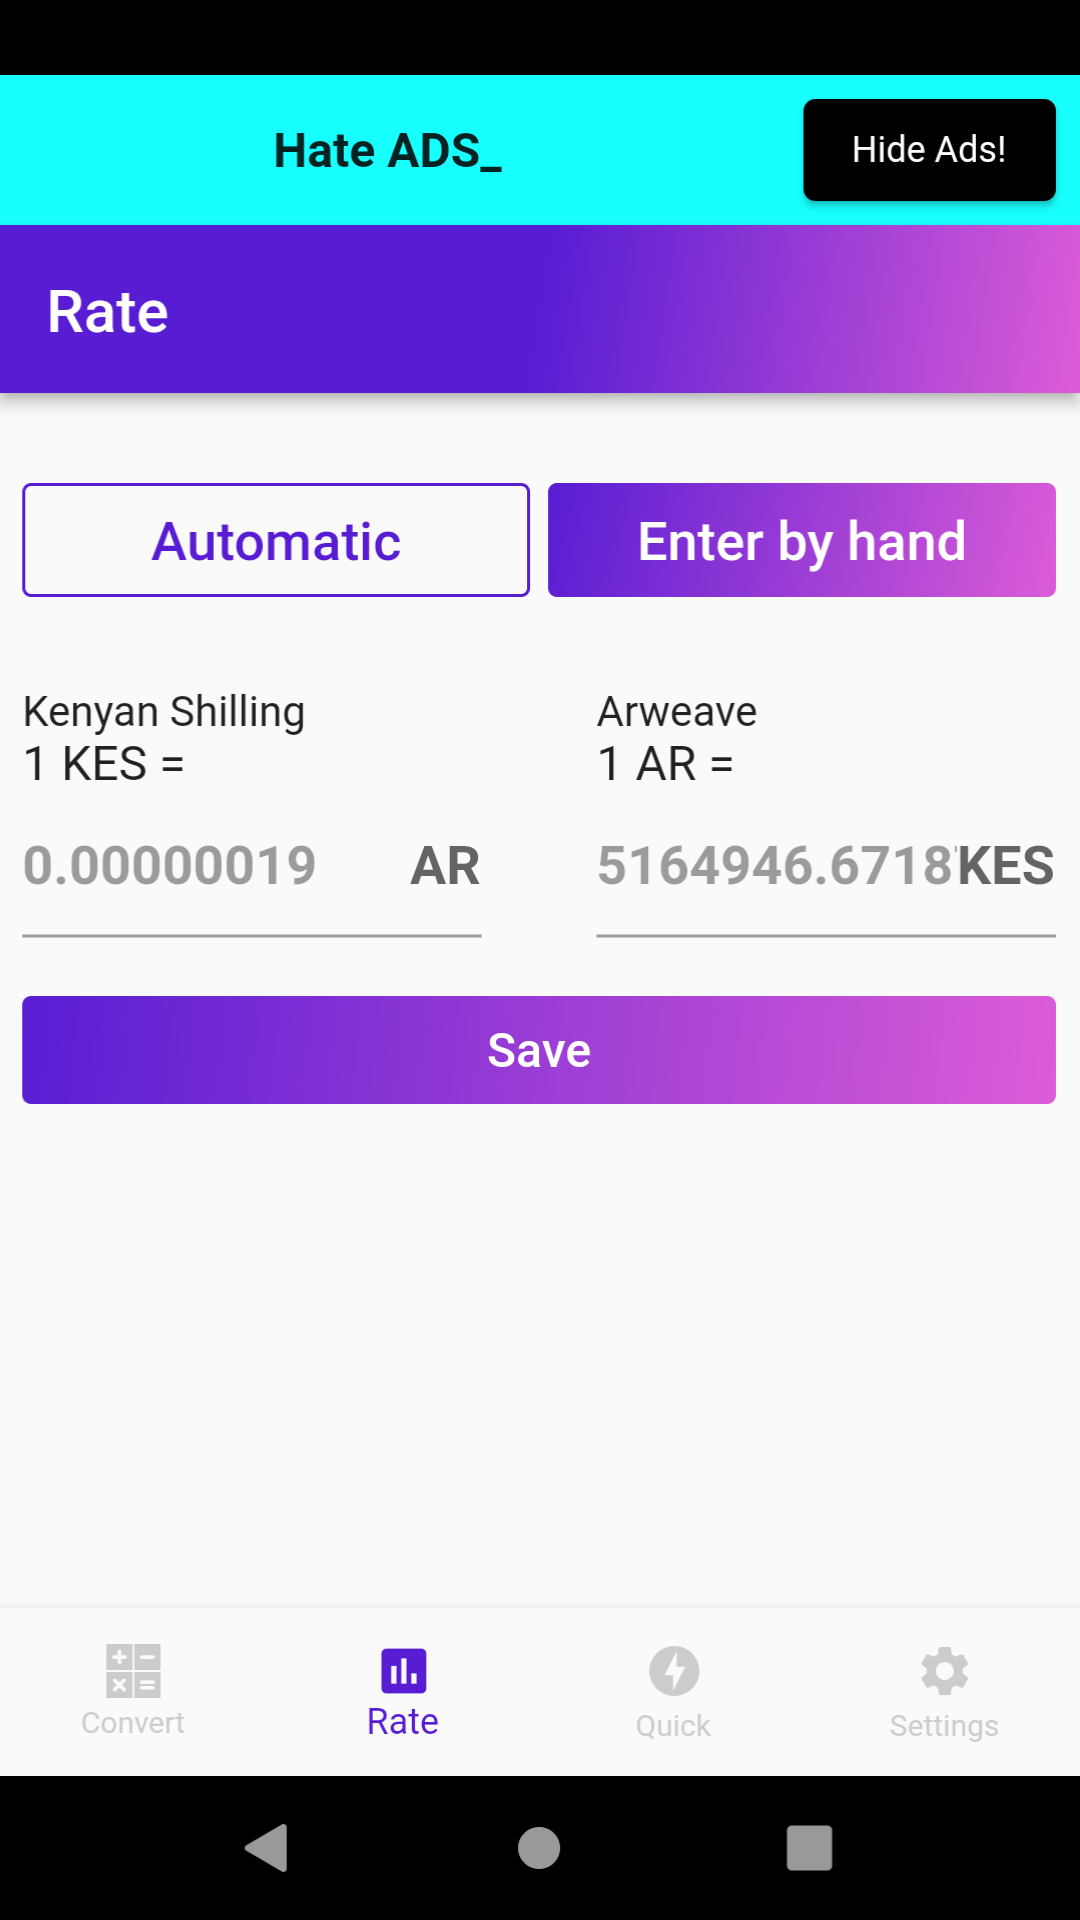 Hate ADS_
Hide Ads!
Rate
Automatic
Enter by hand
Kenyan Shilling
1 KES =
Arweave
1 AR =
0.00000019 AR
5164946.6718 KES
Save
Convert
Rate
Quick
Settings